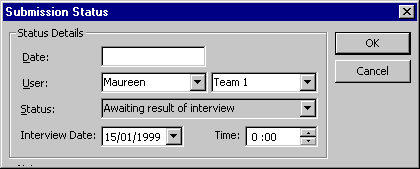 Submission Status
Status Details
OK
Date:
Cancel
User: Maureen Team 1
Status: Awaiting result of interview
Interview Date: 15/01/1999 Time: 0 :00